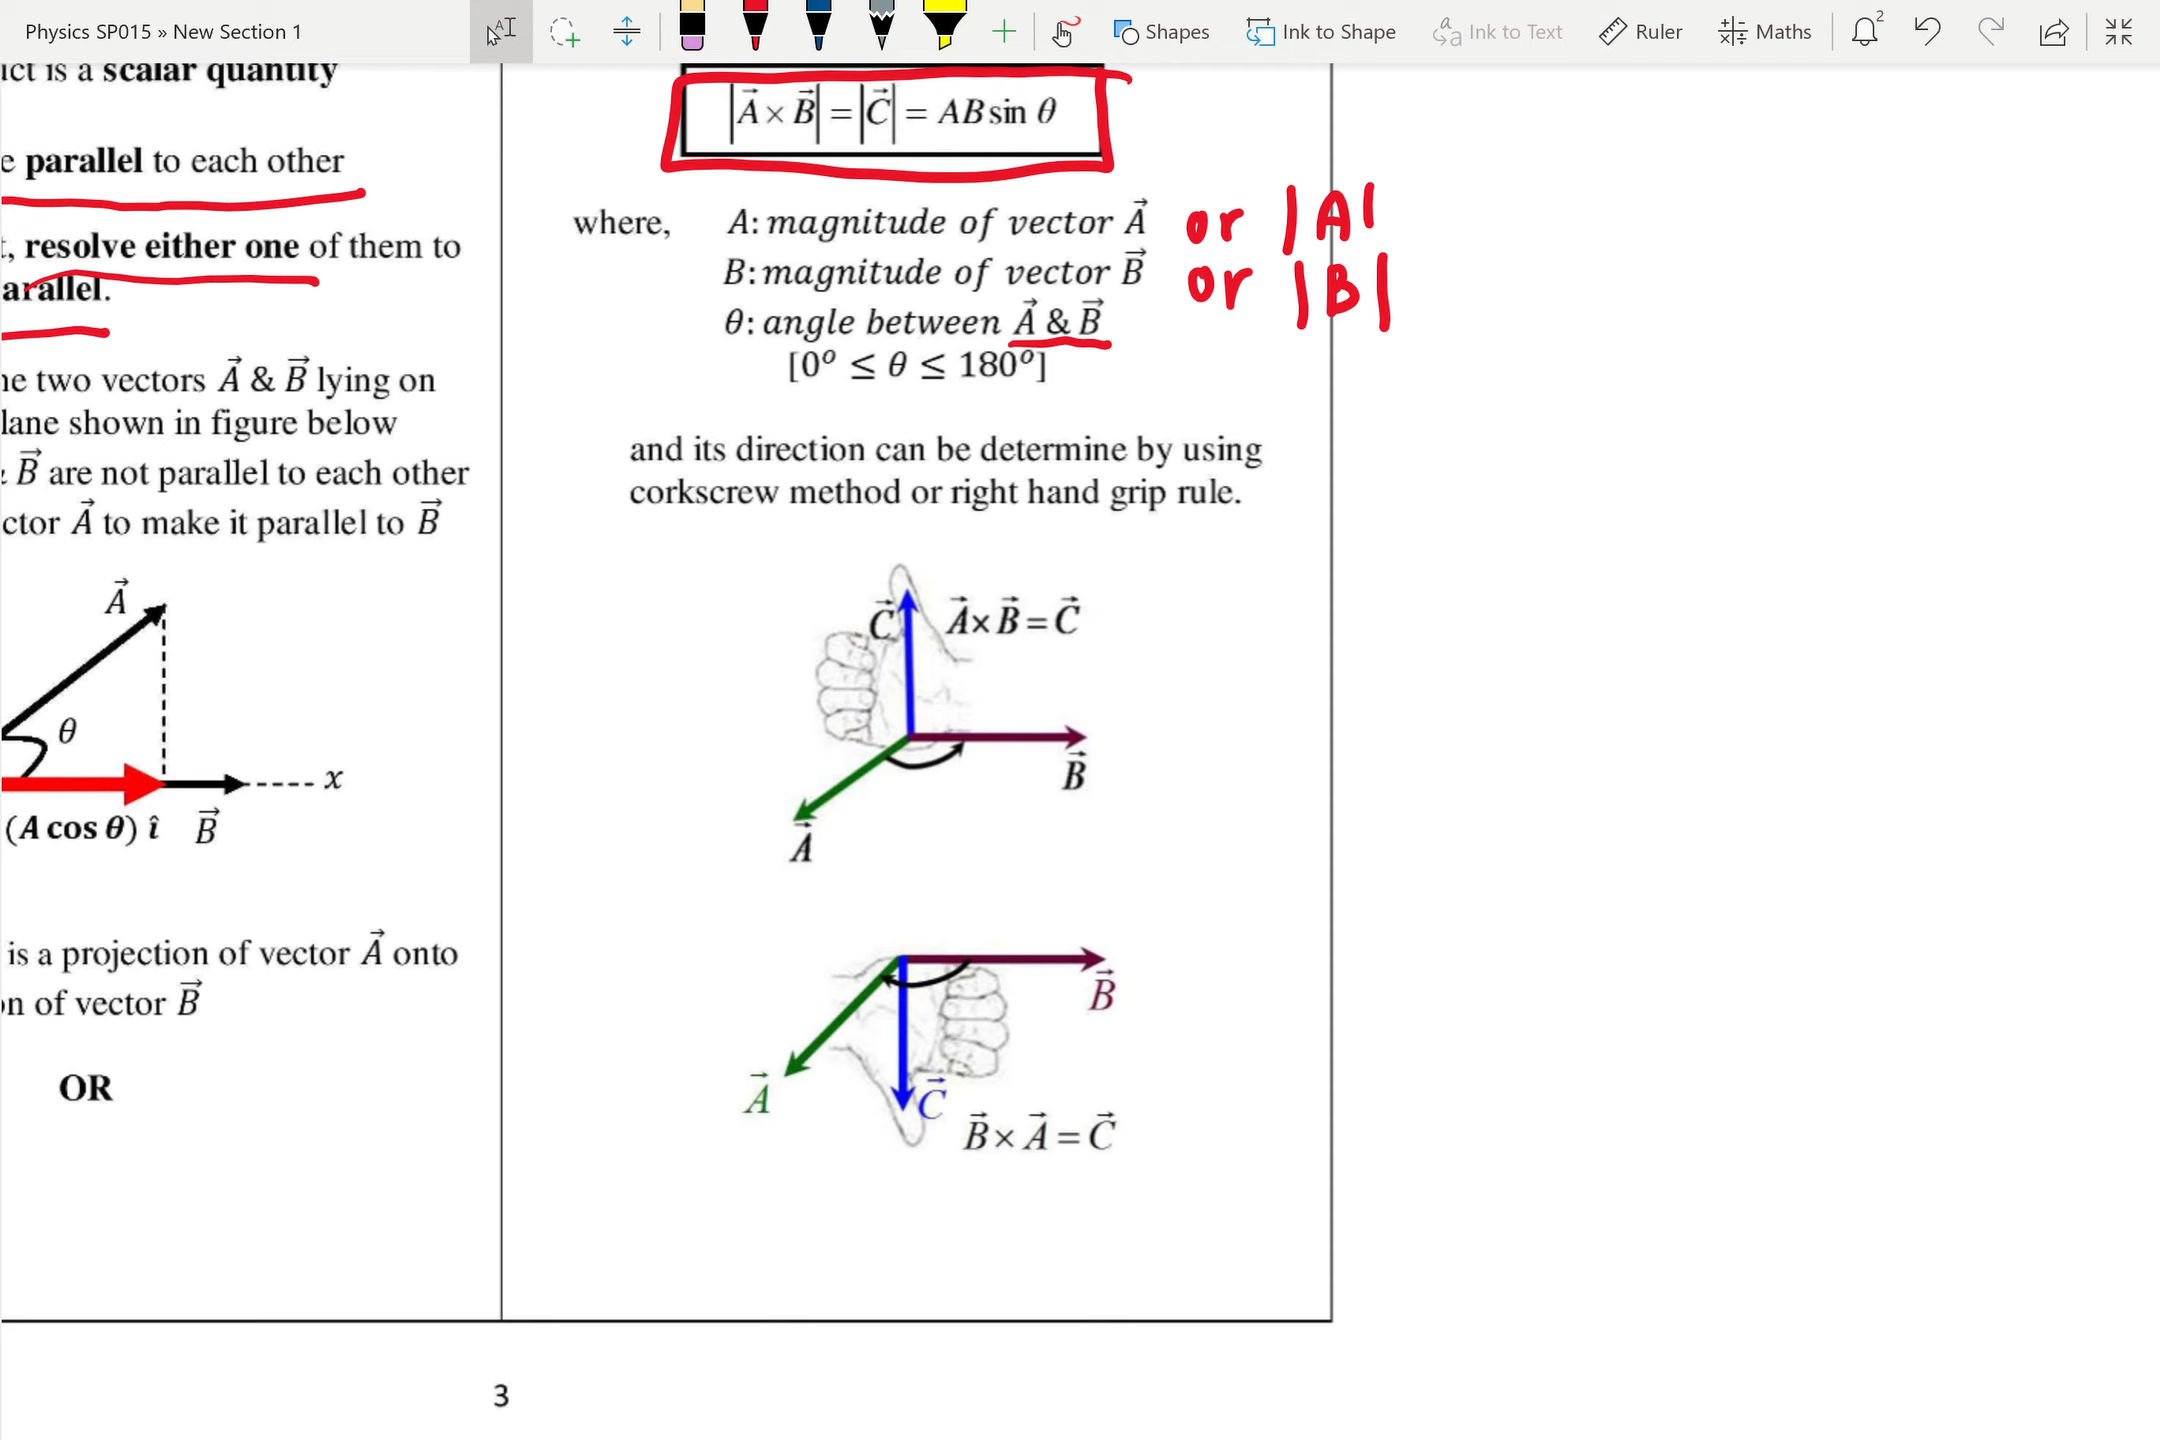 Physics SP015 » New Section 1
Shapes
Ink to Shape
Ink to Text
Ruler
Maths
2
is a scalar quantity
e parallel to each other
, resolve either one of them to
arallel.
he two vectors A⃗ & B⃗ lying on
lane shown in figure below
B⃗ are not parallel to each other
ctor A⃗ to make it parallel to B⃗
A⃗
θ
x
(A cos θ) î B⃗
is a projection of vector A⃗ onto
on of vector B⃗
OR
|A⃗ × B⃗| = |C⃗| = AB sin θ
where, A: magnitude of vector A⃗ or |A|
B: magnitude of vector B⃗ or |B|
θ: angle between A⃗ & B⃗
[0° ≤ θ ≤ 180°]
and its direction can be determine by using
corkscrew method or right hand grip rule.
C⃗ A⃗ × B⃗ = C⃗
B⃗
A⃗
B⃗
A⃗ C⃗
B⃗ × A⃗ = C⃗
3